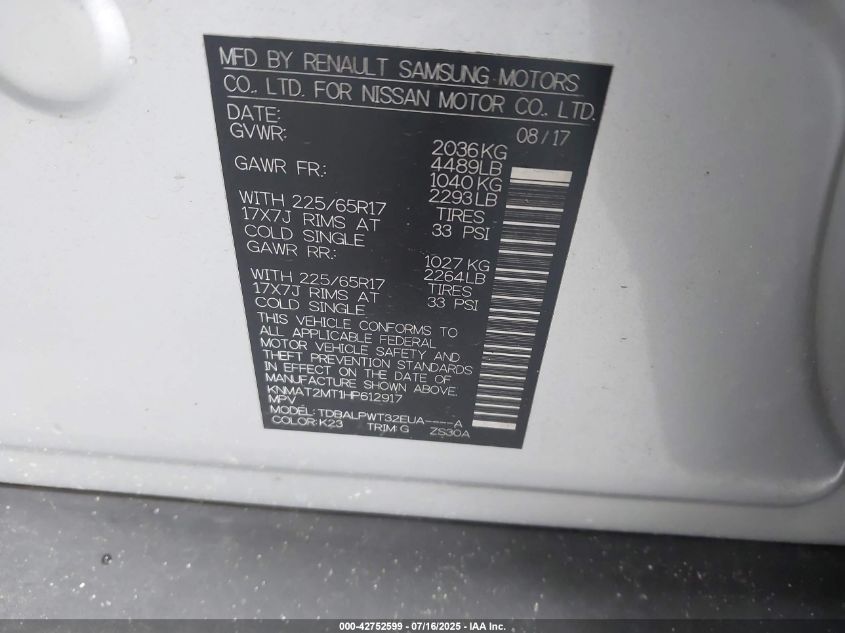 MFD BY RENAULT SAMSUNG MOTORS
CO., LTD. FOR NISSAN MOTOR CO., LTD.
DATE: 08/17
GVWR: 2036KG
4489LB
GAWR FR.: 1040KG
2293LB
WITH 225/65R17 TIRES
17X7J RIMS AT 33 PSI
COLD SINGLE
GAWR RR.: 1027KG
2264LB
WITH 225/65R17 TIRES
17X7J RIMS AT 33 PSI
COLD SINGLE
THIS VEHICLE CONFORMS TO
ALL APPLICABLE FEDERAL
MOTOR VEHICLE SAFETY AND
THEFT PREVENTION STANDARDS
IN EFFECT ON THE DATE OF
MANUFACTURE SHOWN ABOVE.
KNMAT2MT1HP612917
MPV
MODEL: TDBALPWT32EUA----A
COLOR:K23 TRIM:G ZS30A
000-42752599 - 07/16/2025 - IAA Inc.